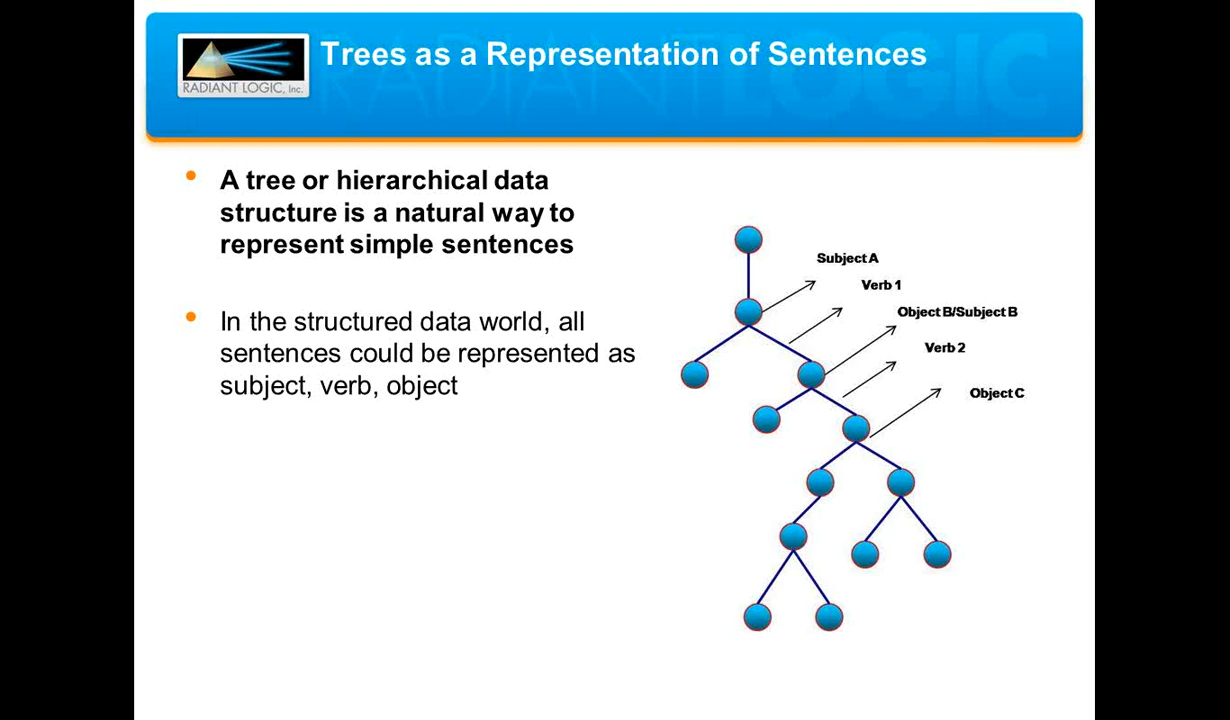 Trees as a Representation of Sentences
RADIANT LOGIC, Inc.
RADIANTLOGIC
A tree or hierarchical data
structure is a natural way to
represent simple sentences
In the structured data world, all
sentences could be represented as
subject, verb, object
Subject A
Verb 1
Object B/Subject B
Verb 2
Object C